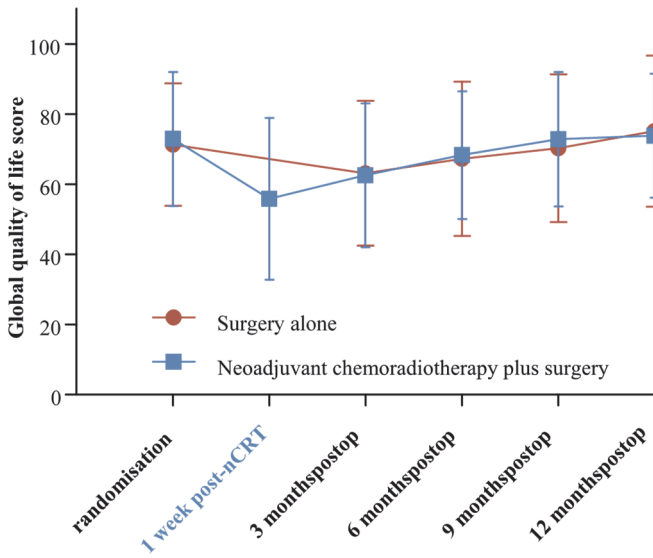 Global quality of life score
100
80
60
40
20
0
Surgery alone
Neoadjuvant chemoradiotherapy plus surgery
randomisation
1 week post-nCRT
3 monthspostop
6 monthspostop
9 monthspostop
12 monthspostop